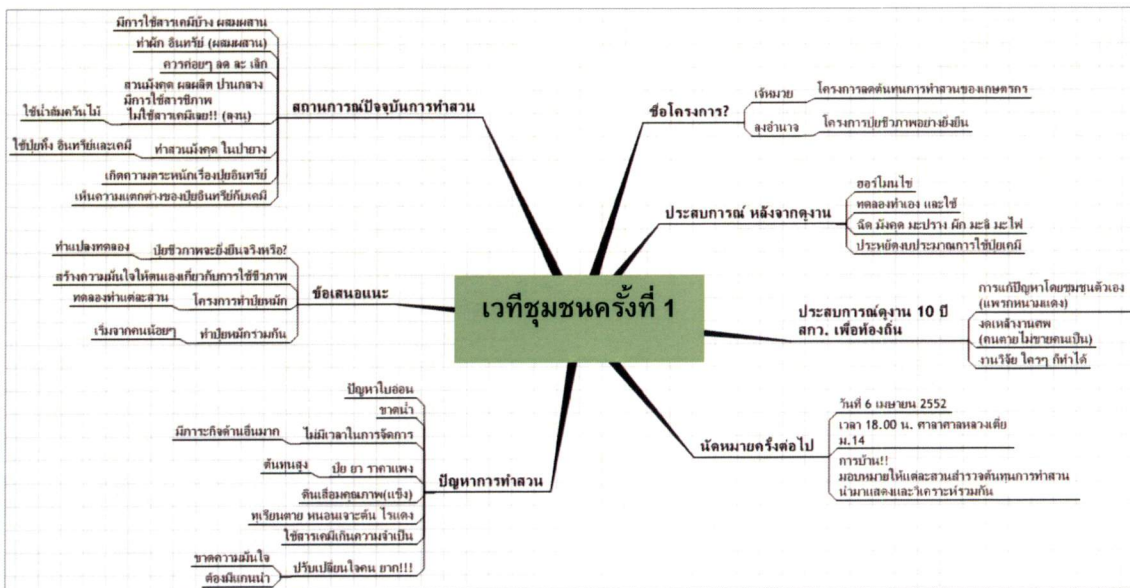 เวทีชุมชนครั้งที่ 1
สถานการณ์ปัจจุบันการทำสวน
มีการใช้สารเคมีบ้าง ผสมผสาน
ทำผัก อินทรีย์ (ผสมผสาน)
ควรค่อยๆ ลด ละ เลิก
สวนมังคุด ผลผลิต ปานกลาง
มีการใช้สารชีภาพ
ไม่ใช้สารเคมีเลย!! (ลุงน)
ใช้น้ำส้มควันไม้
ทำสวนมังคุด ในป่ายาง
ใช้ปุ๋ยทั้ง อินทรีย์และเคมี
เกิดความตระหนักเรื่องปุ๋ยอินทรีย์
เห็นความแตกต่างของปุ๋ยอินทรีย์กับเคมี
ข้อเสนอแนะ
ปุ๋ยชีวภาพจะยั่งยืนจริงหรือ?
ทำแปลงทดลอง
สร้างความมั่นใจให้ตนเองเกี่ยวกับการใช้ชีวภาพ
โครงการทำปุ๋ยหมัก
ทดลองทำแต่ละสวน
ทำปุ๋ยหมักร่วมกัน
เริ่มจากคนน้อยๆ
ปัญหาการทำสวน
ปัญหาใบอ่อน
ขาดน้ำ
ไม่มีเวลาในการจัดการ
มีภาระกิจด้านอื่นมาก
ปุ๋ย ยา ราคาแพง
ต้นทุนสูง
ดินเสื่อมคุณภาพ(แข็ง)
ทุเรียนตาย หนอนเจาะต้น ไรแดง
ใช้สารเคมีเกินความจำเป็น
ปรับเปลี่ยนใจคน ยาก!!!
ขาดความมั่นใจ
ต้องมีแกนนำ
ชื่อโครงการ?
เจ้หมวย
โครงการลดต้นทุนการทำสวนของเกษตรกร
ลุงอำนาจ
โครงการปุ๋ยชีวภาพอย่างยั่งยืน
ประสบการณ์ หลังจากดูงาน
ฮอร์โมนไข่
ทดลองทำเอง และใช้
ฉีด มังคุด มะปราง ผัก มะลิ มะไฟ
ประหยัดงบประมาณการใช้ปุ๋ยเคมี
ประสบการณ์ดูงาน 10 ปี
สกว. เพื่อท้องถิ่น
การแก้ปัญหาโดยชุมชนตัวเอง
(แพรกหนามแดง)
งดเหล้างานศพ
(คนตายไม่ขายคนเป็น)
งานวิจัย ใครๆ ก็ทำได้
นัดหมายครั้งต่อไป
วันที่ 6 เมษายน 2552
เวลา 18.00 น. ศาลาศาลหลวงเตี่ย
ม.14
การบ้าน!!
มอบหมายให้แต่ละสวนสำรวจต้นทุนการทำสวน
นำมาแสดงและวิเคราะห์ร่วมกัน